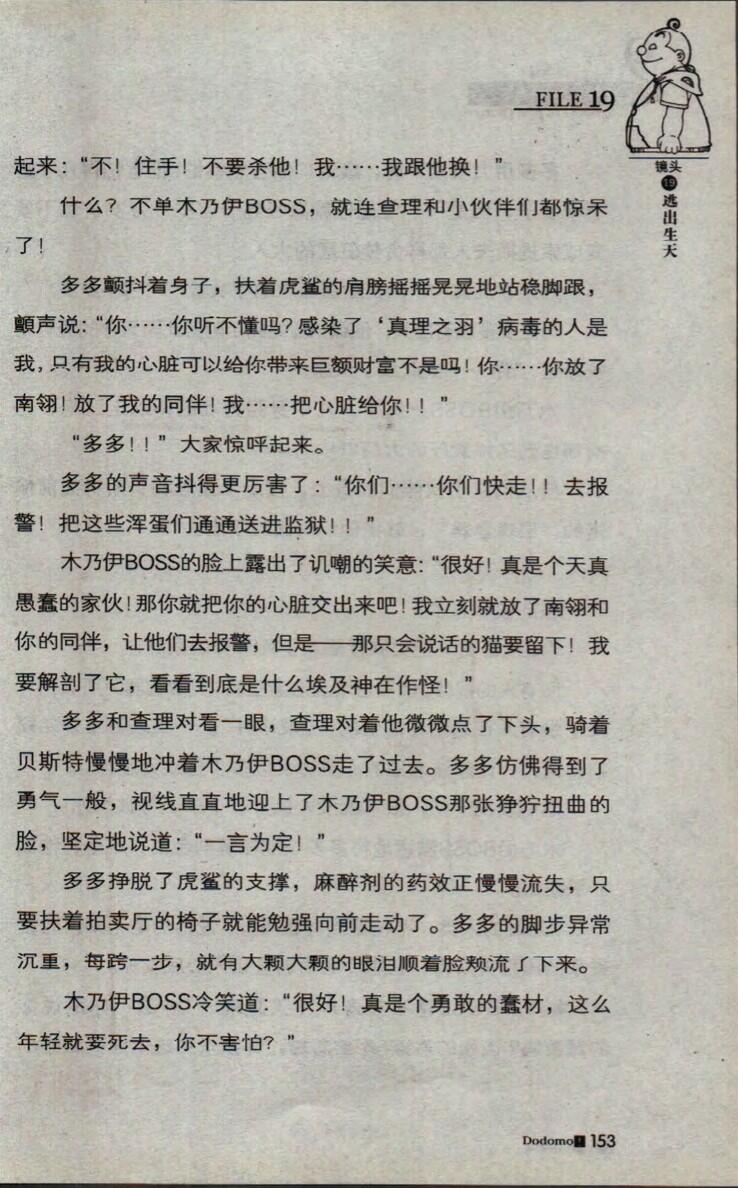 FILE 19
镜头
19
逃出生天
起来：“不！住手！不要杀他！我……我跟他换！”
什么？不单木乃伊BOSS，就连查理和小伙伴们都惊呆
了！
多多颤抖着身子，扶着虎鲨的肩膀摇摇晃晃地站稳脚跟，
颤声说：“你……你听不懂吗？感染了‘真理之羽’病毒的人是
我，只有我的心脏可以给你带来巨额财富不是吗！你……你放了
南翎！放了我的同伴！我……把心脏给你！！”
“多多！！”大家惊呼起来。
多多的声音抖得更厉害了：“你们……你们快走！！去报
警！把这些浑蛋们通通送进监狱！！”
木乃伊BOSS的脸上露出了讥嘲的笑意：“很好！真是个天真
愚蠢的家伙！那你就把你的心脏交出来吧！我立刻就放了南翎和
你的同伴，让他们去报警，但是——那只会说话的猫要留下！我
要解剖了它，看看到底是什么埃及神在作怪！”
多多和查理对看一眼，查理对着他微微点了下头，骑着
贝斯特慢慢地冲着木乃伊BOSS走了过去。多多仿佛得到了
勇气一般，视线直直地迎上了木乃伊BOSS那张狰狞扭曲的
脸，坚定地说道：“一言为定！”
多多挣脱了虎鲨的支撑，麻醉剂的药效正慢慢流失，只
要扶着拍卖厅的椅子就能勉强向前走动了。多多的脚步异常
沉重，每跨一步，就有大颗大颗的眼泪顺着脸颊流了下来。
木乃伊BOSS冷笑道：“很好！真是个勇敢的蠢材，这么
年轻就要死去，你不害怕？”
Dodomo! 153